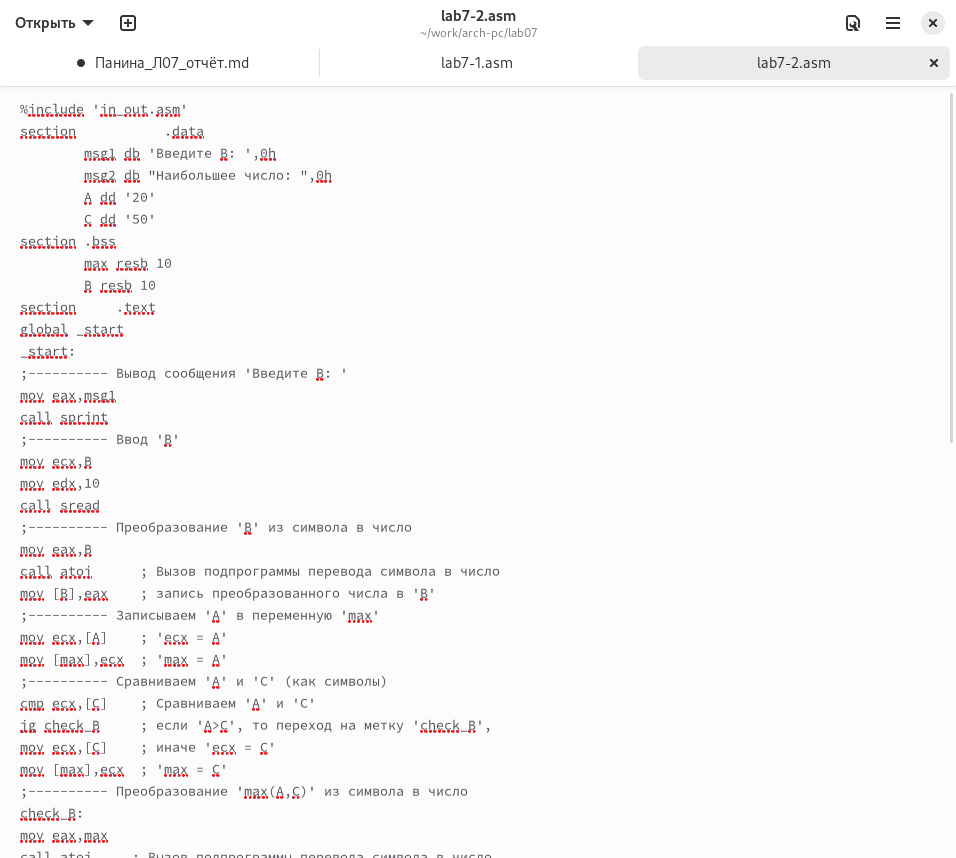 Открыть
lab7-2.asm
~/work/arch-pc/lab07
Панина_Л07_отчёт.md
lab7-1.asm
lab7-2.asm
%include 'in_out.asm'
section           .data
        msg1 db 'Введите B: ',0h
        msg2 db "Наибольшее число: ",0h
        A dd '20'
        C dd '50'
section .bss
        max resb 10
        B resb 10
section     .text
global _start
_start:
;---------- Вывод сообщения 'Введите B: '
mov eax,msg1
call sprint
;---------- Ввод 'B'
mov ecx,B
mov edx,10
call sread
;---------- Преобразование 'B' из символа в число
mov eax,B
call atoi      ; Вызов подпрограммы перевода символа в число
mov [B],eax    ; запись преобразованного числа в 'B'
;---------- Записываем 'A' в переменную 'max'
mov ecx,[A]    ; 'ecx = A'
mov [max],ecx  ; 'max = A'
;---------- Сравниваем 'A' и 'С' (как символы)
cmp ecx,[C]    ; Сравниваем 'A' и 'С'
jg check_B     ; если 'A>C', то переход на метку 'check_B',
mov ecx,[C]    ; иначе 'ecx = C'
mov [max],ecx  ; 'max = C'
;---------- Преобразование 'max(A,C)' из символа в число
check_B:
mov eax,max
call atoi     ; Вызов подпрограммы перевода символа в число